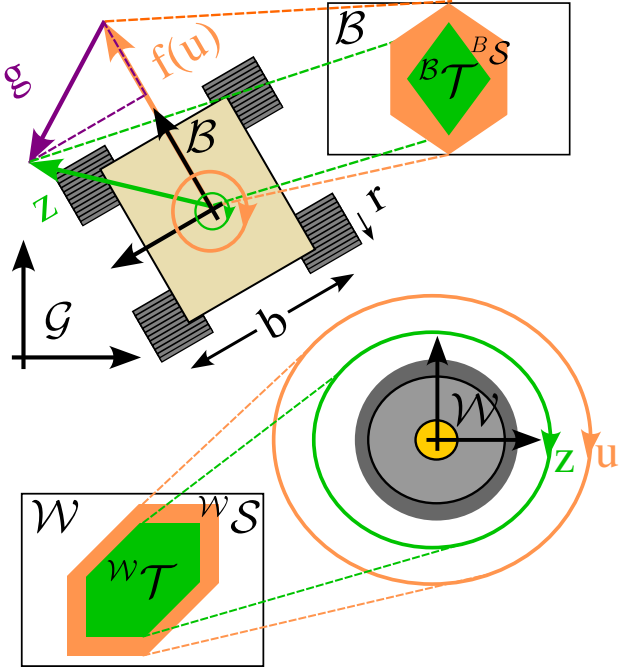 f(u)
g
ℬ
ᴮ𝒮
ᴮ𝒯
ℬ
z
r
𝒢
b
𝒲
z
u
𝒲
ᵂ𝒮
ᵂ𝒯